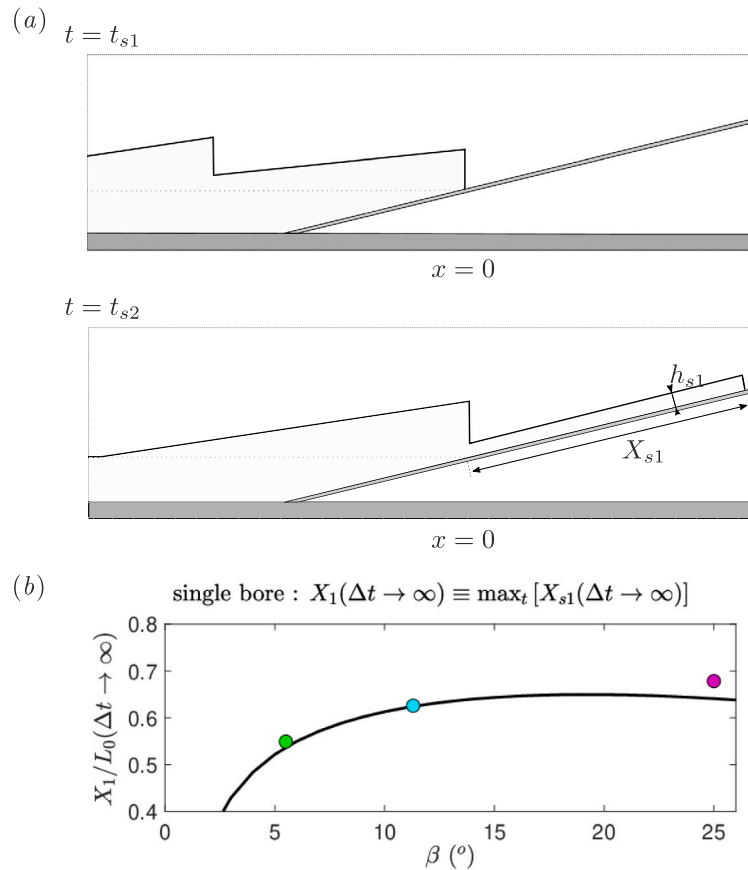 (a)
t = t_{s1}
x = 0
t = t_{s2}
h_{s1}
X_{s1}
x = 0
(b)
single bore : X_1(Δt → ∞) ≡ max_t [X_{s1}(Δt → ∞)]
X_1/L_0(Δt → ∞)
0.8
0.7
0.6
0.5
0.4
0 5 10 15 20 25
β (°)